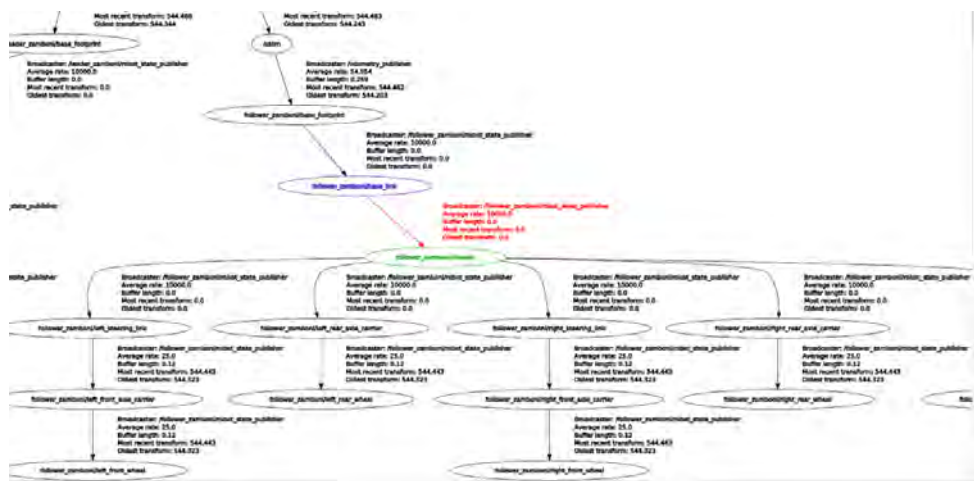 Most recent transform: 544.466
Oldest transform: 544.344
Most recent transform: 544.463
Oldest transform: 544.243
/odom
Broadcaster: /leader_zamboni/robot_state_publisher
Average rate: 10000.0
Buffer length: 0.0
Most recent transform: 0.0
Oldest transform: 0.0
Broadcaster: /odometry_publisher
Average rate: 54.054
Buffer length: 0.259
Most recent transform: 544.462
Oldest transform: 544.203
follower_zamboni/base_footprint
Broadcaster: /follower_zamboni/robot_state_publisher
Average rate: 10000.0
Buffer length: 0.0
Most recent transform: 0.0
Oldest transform: 0.0
follower_zamboni/base_link
Broadcaster: /follower_zamboni/robot_state_publisher
Average rate: 10000.0
Buffer length: 0.0
Most recent transform: 0.0
Oldest transform: 0.0
state_publisher
state_publisher
Broadcaster: /follower_zamboni/robot_state_publisher
Average rate: 10000.0
Buffer length: 0.0
Most recent transform: 0.0
Oldest transform: 0.0
Broadcaster: /follower_zamboni/robot_state_publisher
Average rate: 10000.0
Buffer length: 0.0
Most recent transform: 0.0
Oldest transform: 0.0
Broadcaster: /follower_zamboni/robot_state_publisher
Average rate: 10000.0
Buffer length: 0.0
Most recent transform: 0.0
Oldest transform: 0.0
Broadcaster: /follower_zamboni/robot_state_publisher
Average rate: 10000.0
Buffer length: 0.0
Most recent transform: 0.0
Oldest transform: 0.0
follower_zamboni/left_steering_link
follower_zamboni/left_rear_axle_carrier
follower_zamboni/right_steering_link
follower_zamboni/right_rear_axle_carrier
Broadcaster: /follower_zamboni/robot_state_publisher
Average rate: 25.0
Buffer length: 0.12
Most recent transform: 544.443
Oldest transform: 544.323
Broadcaster: /follower_zamboni/robot_state_publisher
Average rate: 25.0
Buffer length: 0.12
Most recent transform: 544.443
Oldest transform: 544.323
Broadcaster: /follower_zamboni/robot_state_publisher
Average rate: 25.0
Buffer length: 0.12
Most recent transform: 544.443
Oldest transform: 544.323
Broadcaster: /follower_zamboni/robot_state_publisher
Average rate: 25.0
Buffer length: 0.12
Most recent transform: 544.443
Oldest transform: 544.323
follower_zamboni/left_front_axle_carrier
follower_zamboni/left_rear_wheel
follower_zamboni/right_front_axle_carrier
follower_zamboni/right_rear_wheel
Broadcaster: /follower_zamboni/robot_state_publisher
Average rate: 25.0
Buffer length: 0.12
Most recent transform: 544.443
Oldest transform: 544.323
Broadcaster: /follower_zamboni/robot_state_publisher
Average rate: 25.0
Buffer length: 0.12
Most recent transform: 544.443
Oldest transform: 544.323
follower_zamboni/left_front_wheel
follower_zamboni/right_front_wheel